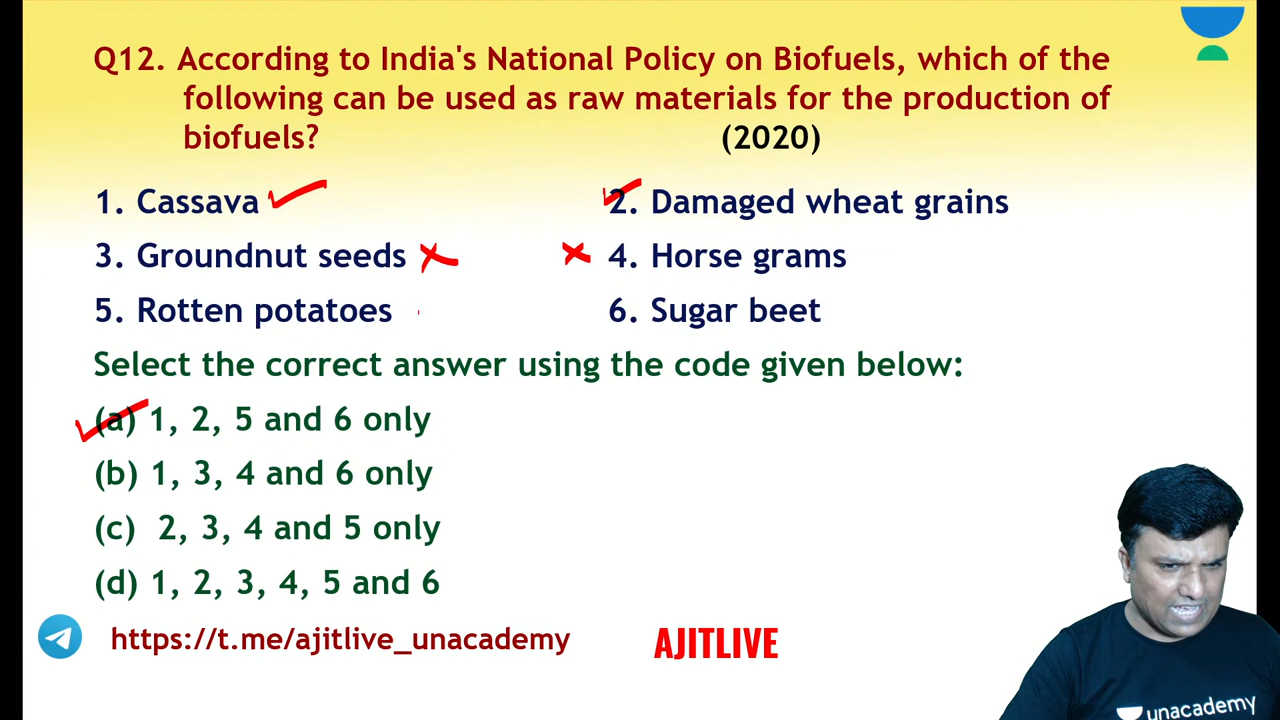 Q12. According to India's National Policy on Biofuels, which of the
following can be used as raw materials for the production of
biofuels? (2020)
1. Cassava 2. Damaged wheat grains
3. Groundnut seeds 4. Horse grams
5. Rotten potatoes 6. Sugar beet
Select the correct answer using the code given below:
(a) 1, 2, 5 and 6 only
(b) 1, 3, 4 and 6 only
(c) 2, 3, 4 and 5 only
(d) 1, 2, 3, 4, 5 and 6
https://t.me/ajitlive_unacademy AJITLIVE
unacademy